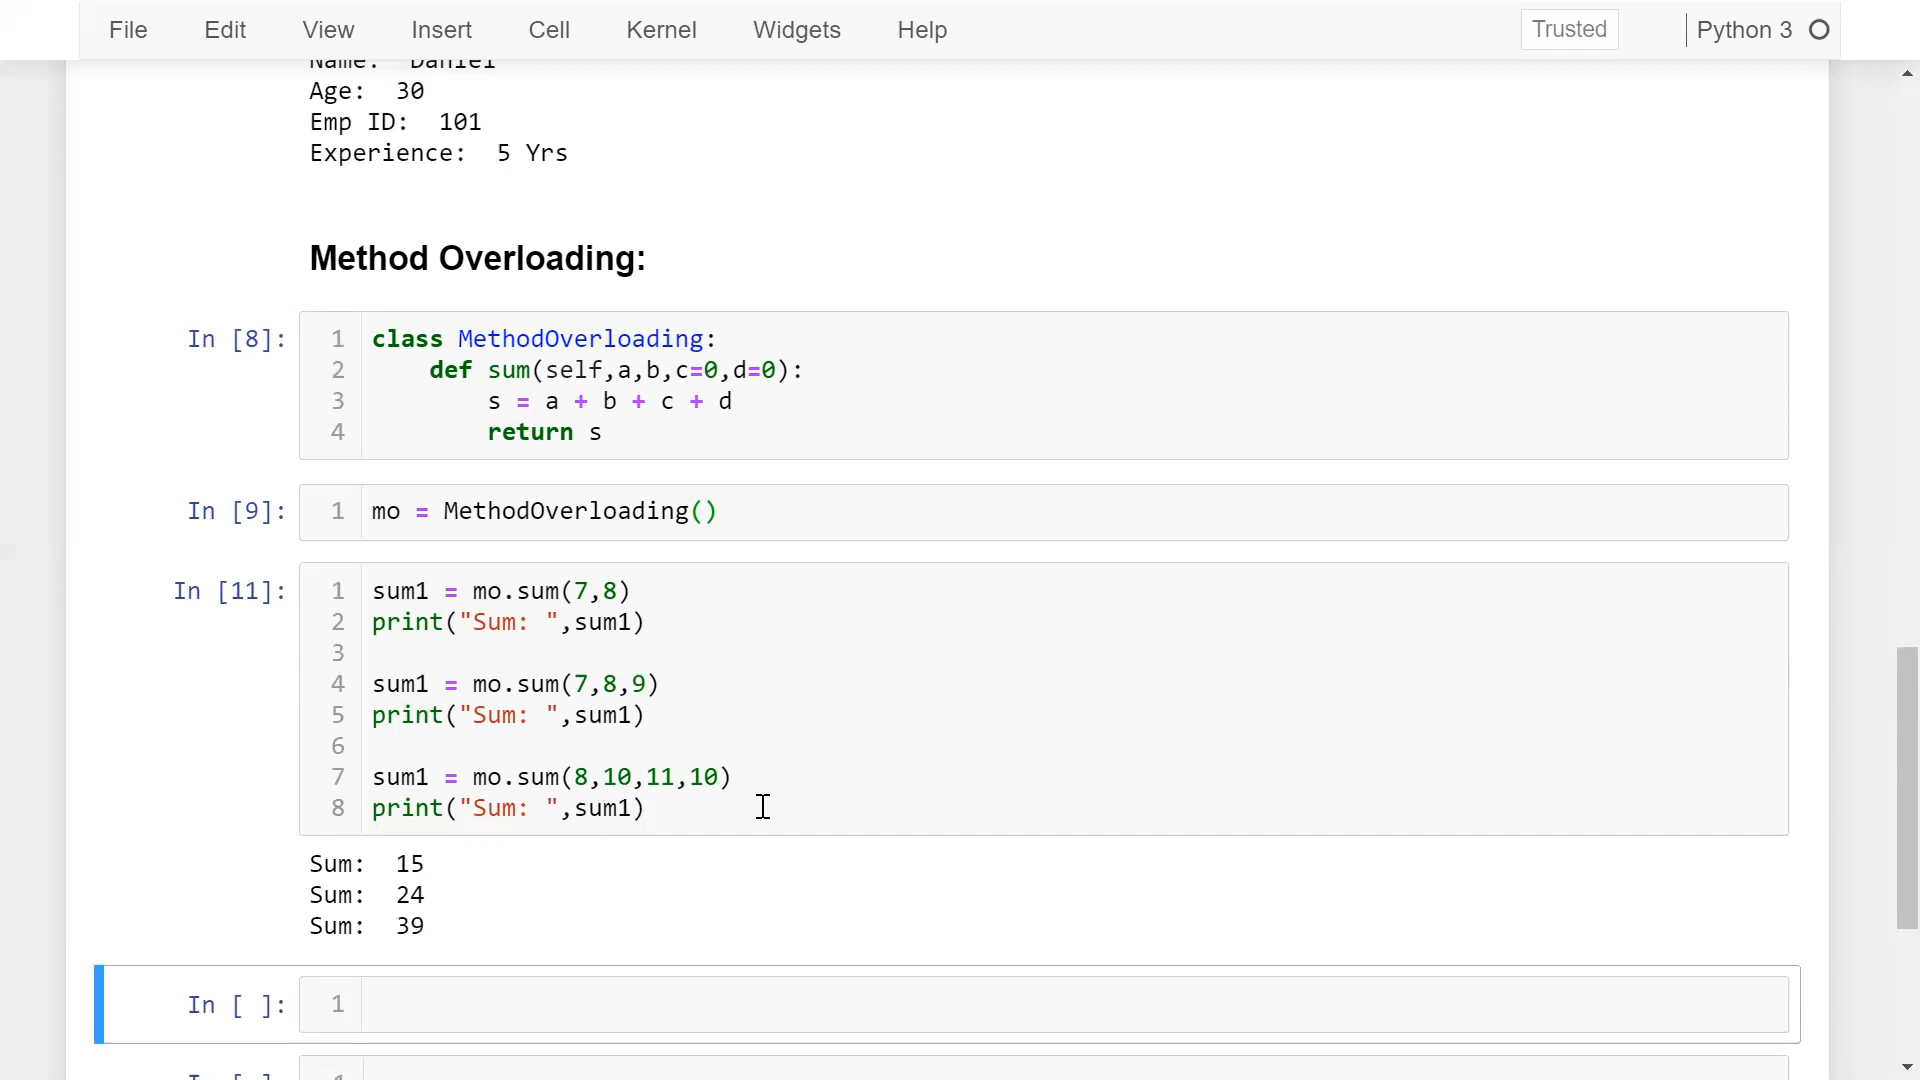 File Edit View Insert Cell Kernel Widgets Help Trusted Python 3
Name:  Daniel
Age:  30
Emp ID:  101
Experience:  5 Yrs
Method Overloading:
In [8]:
1 class MethodOverloading:
2     def sum(self,a,b,c=0,d=0):
3         s = a + b + c + d
4         return s
In [9]:
1 mo = MethodOverloading()
In [11]:
1 sum1 = mo.sum(7,8)
2 print("Sum: ",sum1)
3
4 sum1 = mo.sum(7,8,9)
5 print("Sum: ",sum1)
6
7 sum1 = mo.sum(8,10,11,10)
8 print("Sum: ",sum1)
Sum:  15
Sum:  24
Sum:  39
In [ ]:
1